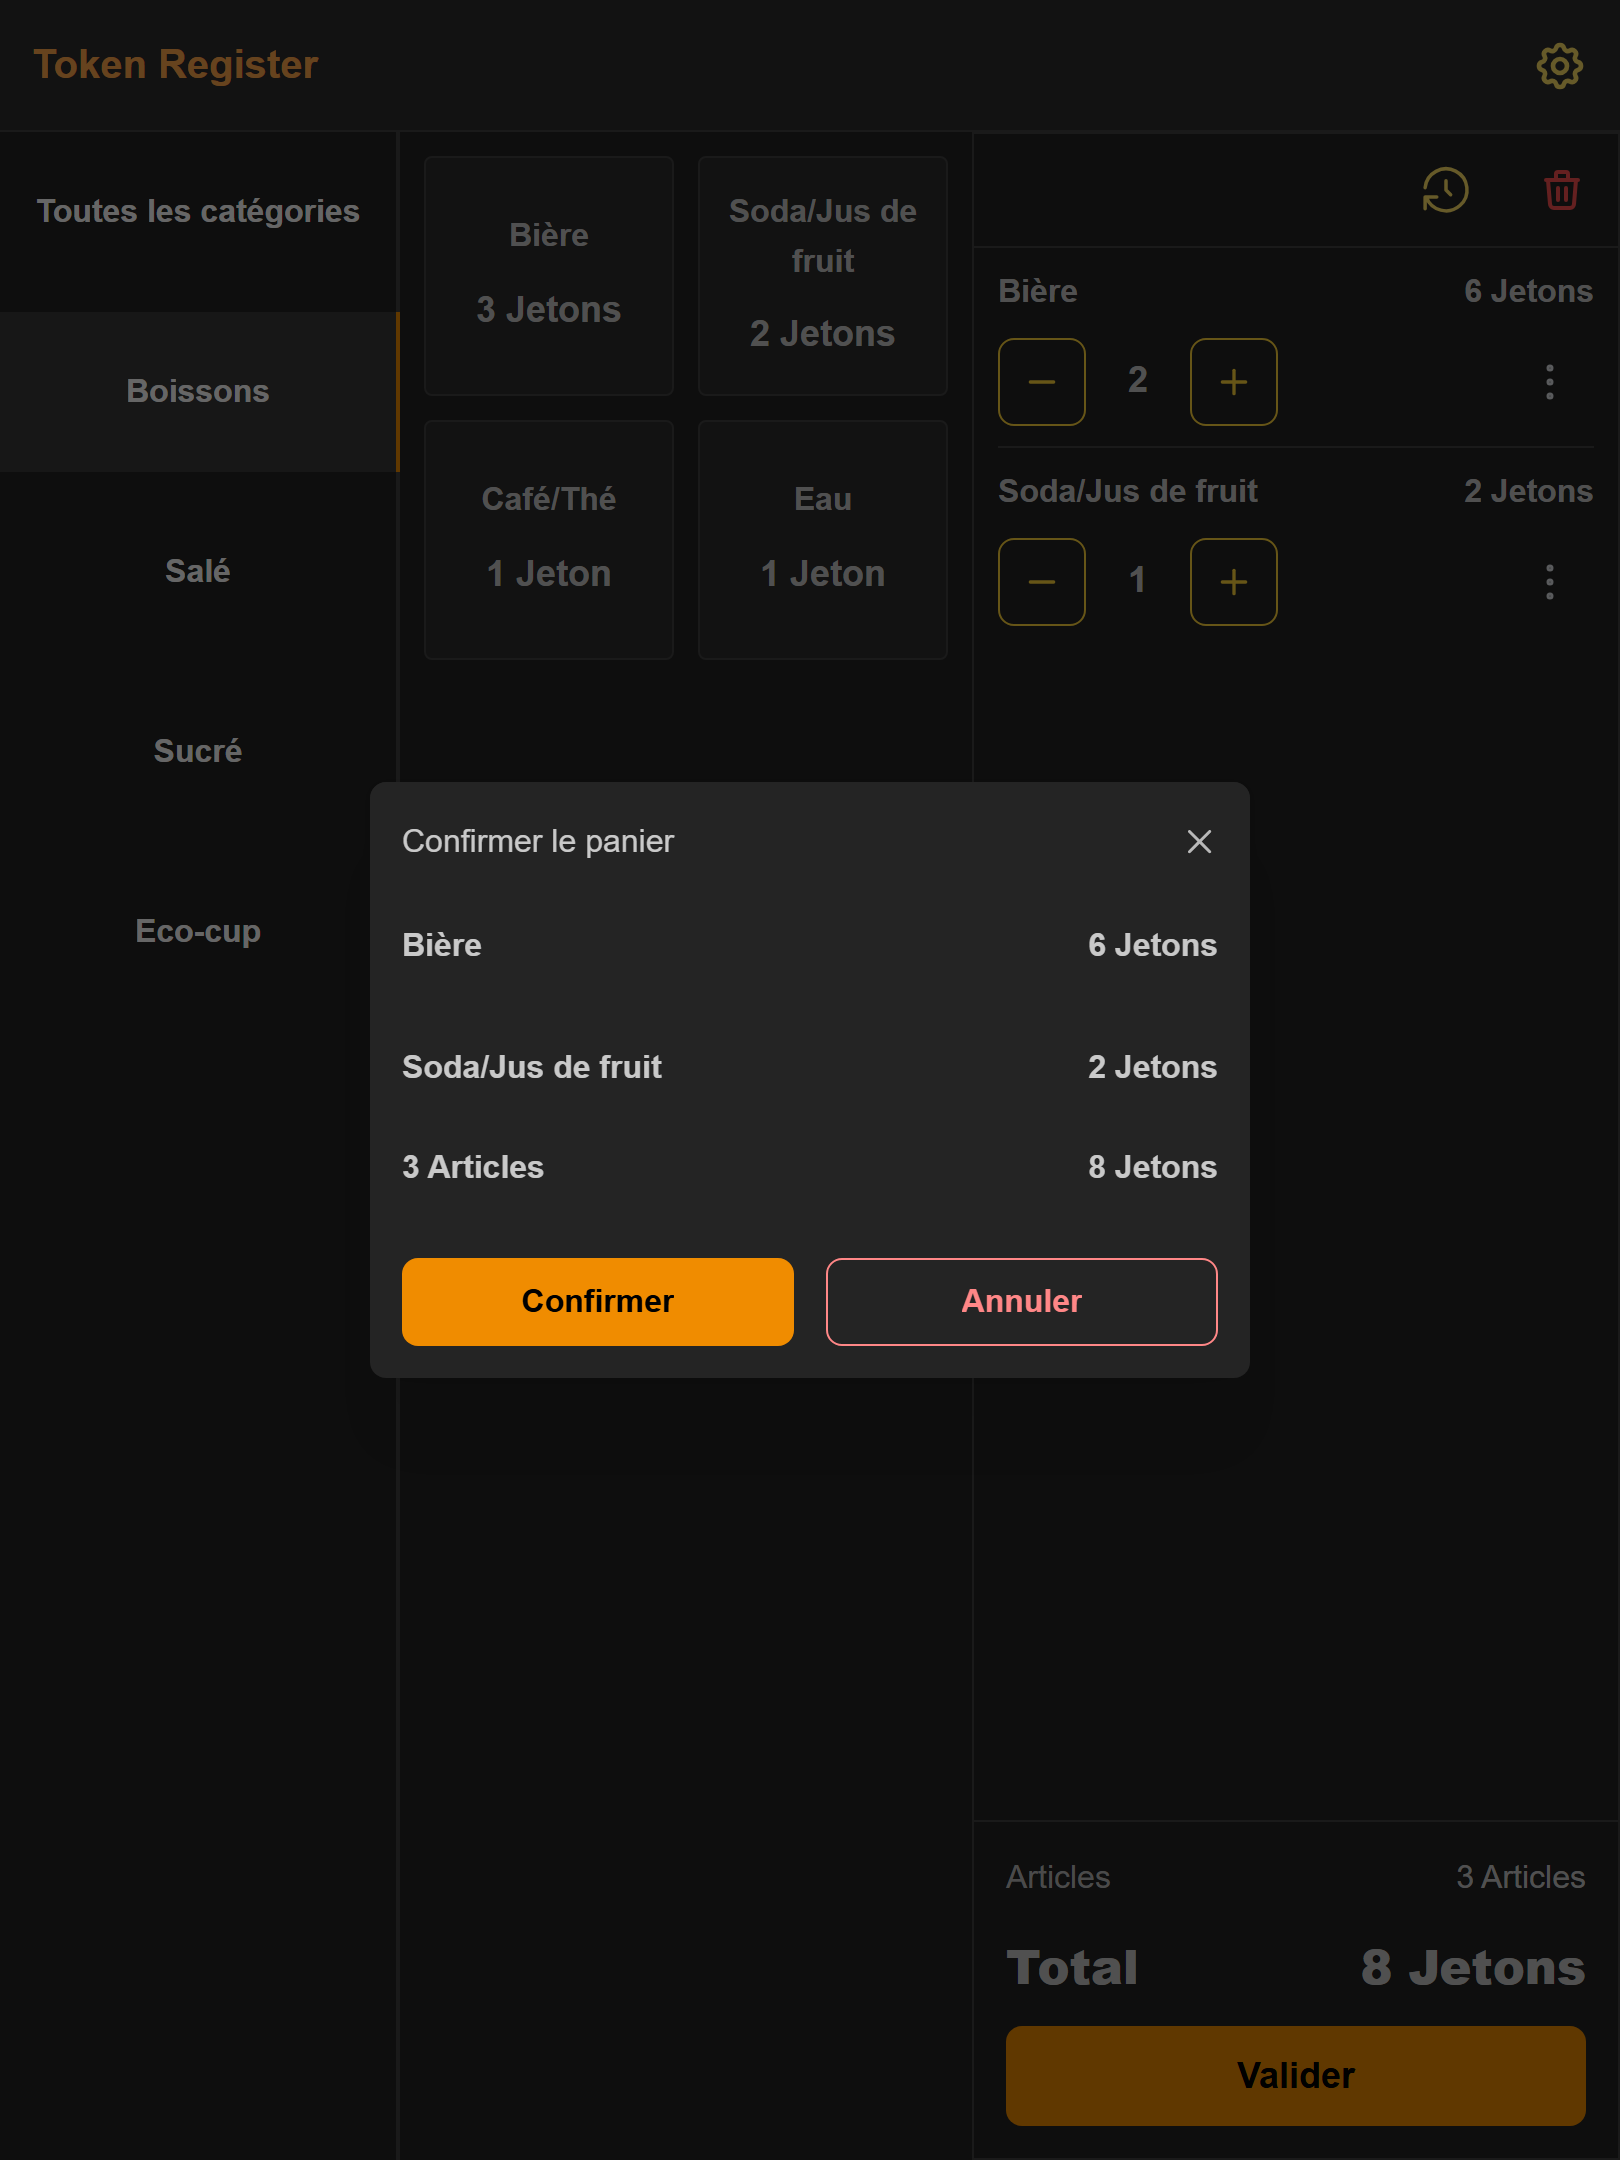 Token Register
Toutes les catégories
Boissons
Salé
Sucré
Eco-cup
Bière
3 Jetons
Soda/Jus de
fruit
2 Jetons
Café/Thé
1 Jeton
Eau
1 Jeton
Bière 6 Jetons
2
Soda/Jus de fruit 2 Jetons
1
Confirmer le panier
Bière 6 Jetons
Soda/Jus de fruit 2 Jetons
3 Articles 8 Jetons
Confirmer Annuler
Articles 3 Articles
Total 8 Jetons
Valider